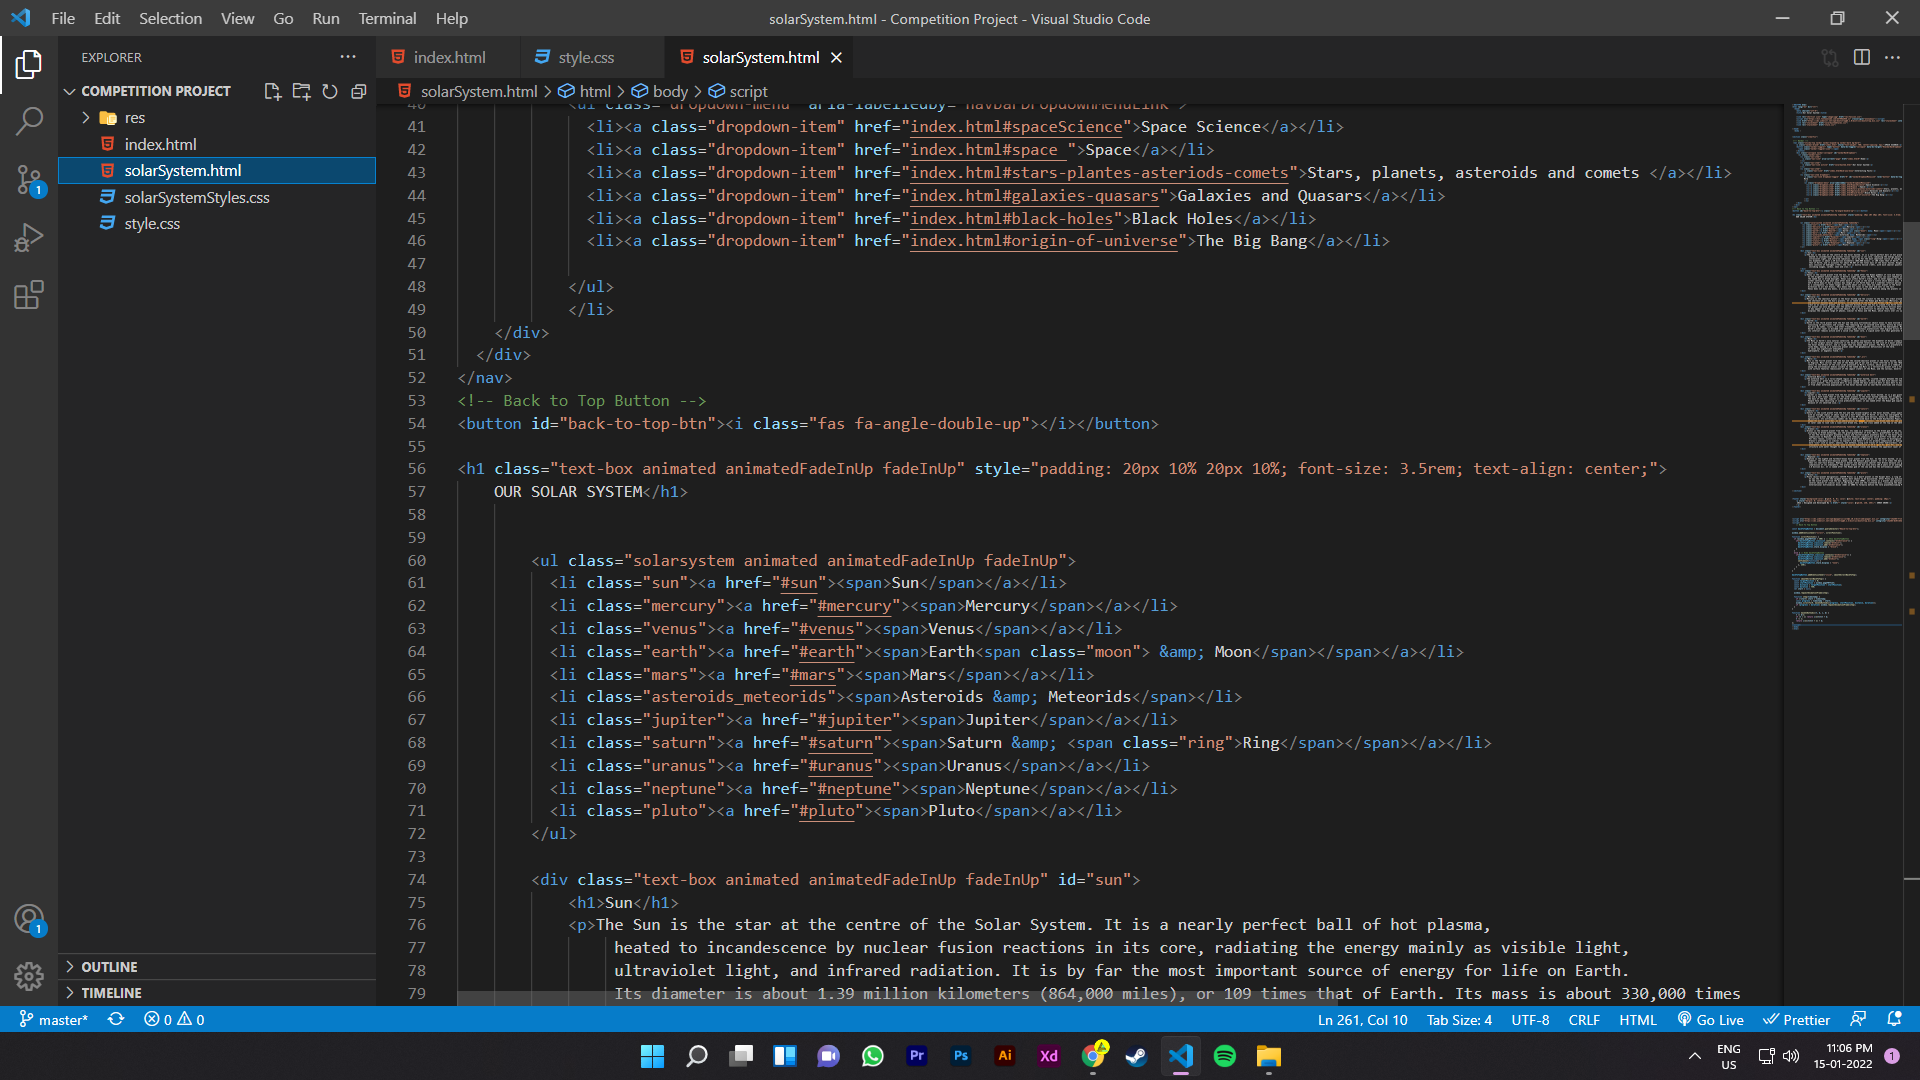 File Edit Selection View Go Run Terminal Help
solarSystem.html - Competition Project - Visual Studio Code
EXPLORER
COMPETITION PROJECT
res
index.html
solarSystem.html
solarSystemStyles.css
style.css
OUTLINE
TIMELINE
index.html style.css solarSystem.html
solarSystem.html > html > body > script
40 <ul class="dropdown-menu" aria-labelledby="navbarDropdownMenuLink">
41 <li><a class="dropdown-item" href="index.html#spaceScience">Space Science</a></li>
42 <li><a class="dropdown-item" href="index.html#space ">Space</a></li>
43 <li><a class="dropdown-item" href="index.html#stars-plantes-asteriods-comets">Stars, planets, asteroids and comets </a></li>
44 <li><a class="dropdown-item" href="index.html#galaxies-quasars">Galaxies and Quasars</a></li>
45 <li><a class="dropdown-item" href="index.html#black-holes">Black Holes</a></li>
46 <li><a class="dropdown-item" href="index.html#origin-of-universe">The Big Bang</a></li>
47
48 </ul>
49 </li>
50 </div>
51 </div>
52 </nav>
53 <!-- Back to Top Button -->
54 <button id="back-to-top-btn"><i class="fas fa-angle-double-up"></i></button>
55
56 <h1 class="text-box animated animatedFadeInUp fadeInUp" style="padding: 20px 10% 20px 10%; font-size: 3.5rem; text-align: center;">
57 OUR SOLAR SYSTEM</h1>
58
59
60 <ul class="solarsystem animated animatedFadeInUp fadeInUp">
61 <li class="sun"><a href="#sun"><span>Sun</span></a></li>
62 <li class="mercury"><a href="#mercury"><span>Mercury</span></a></li>
63 <li class="venus"><a href="#venus"><span>Venus</span></a></li>
64 <li class="earth"><a href="#earth"><span>Earth<span class="moon"> &amp; Moon</span></span></a></li>
65 <li class="mars"><a href="#mars"><span>Mars</span></a></li>
66 <li class="asteroids_meteorids"><span>Asteroids &amp; Meteorids</span></li>
67 <li class="jupiter"><a href="#jupiter"><span>Jupiter</span></a></li>
68 <li class="saturn"><a href="#saturn"><span>Saturn &amp; <span class="ring">Ring</span></span></a></li>
69 <li class="uranus"><a href="#uranus"><span>Uranus</span></a></li>
70 <li class="neptune"><a href="#neptune"><span>Neptune</span></a></li>
71 <li class="pluto"><a href="#pluto"><span>Pluto</span></a></li>
72 </ul>
73
74 <div class="text-box animated animatedFadeInUp fadeInUp" id="sun">
75 <h1>Sun</h1>
76 <p>The Sun is the star at the centre of the Solar System. It is a nearly perfect ball of hot plasma,
77 heated to incandescence by nuclear fusion reactions in its core, radiating the energy mainly as visible light,
78 ultraviolet light, and infrared radiation. It is by far the most important source of energy for life on Earth.
79 Its diameter is about 1.39 million kilometers (864,000 miles), or 109 times that of Earth. Its mass is about 330,000 times
1
1
master* 0 0 Ln 261, Col 10 Tab Size: 4 UTF-8 CRLF HTML Go Live Prettier
Pr Ps Ai Xd
ENG
US
11:06 PM
15-01-2022
1